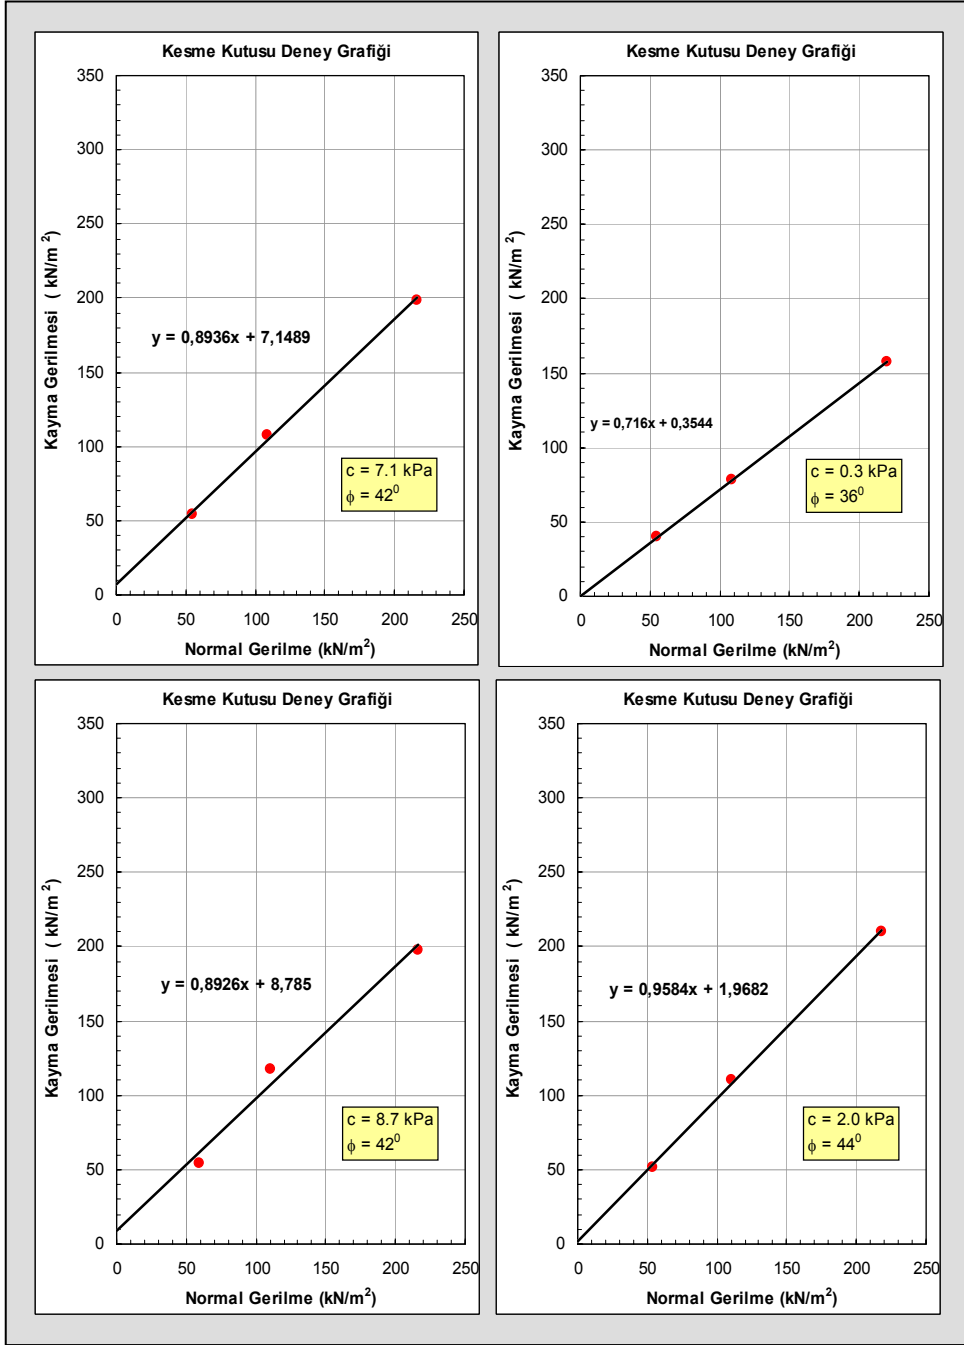 Kesme Kutusu Deney Grafiği
350
300
250
200
150
100
50
0
Kayma Gerilmesi ( kN/m²)
y = 0,8936x + 7,1489
c = 7.1 kPa
ϕ = 42⁰
0 50 100 150 200 250
Normal Gerilme (kN/m²)
Kesme Kutusu Deney Grafiği
350
300
250
200
150
100
50
0
Kayma Gerilmesi ( kN/m²)
y = 0,716x + 0,3544
c = 0.3 kPa
ϕ = 36⁰
0 50 100 150 200 250
Normal Gerilme (kN/m²)
Kesme Kutusu Deney Grafiği
350
300
250
200
150
100
50
0
Kayma Gerilmesi ( kN/m²)
y = 0,8926x + 8,785
c = 8.7 kPa
ϕ = 42⁰
0 50 100 150 200 250
Normal Gerilme (kN/m²)
Kesme Kutusu Deney Grafiği
350
300
250
200
150
100
50
0
Kayma Gerilmesi ( kN/m²)
y = 0,9584x + 1,9682
c = 2.0 kPa
ϕ = 44⁰
0 50 100 150 200 250
Normal Gerilme (kN/m²)